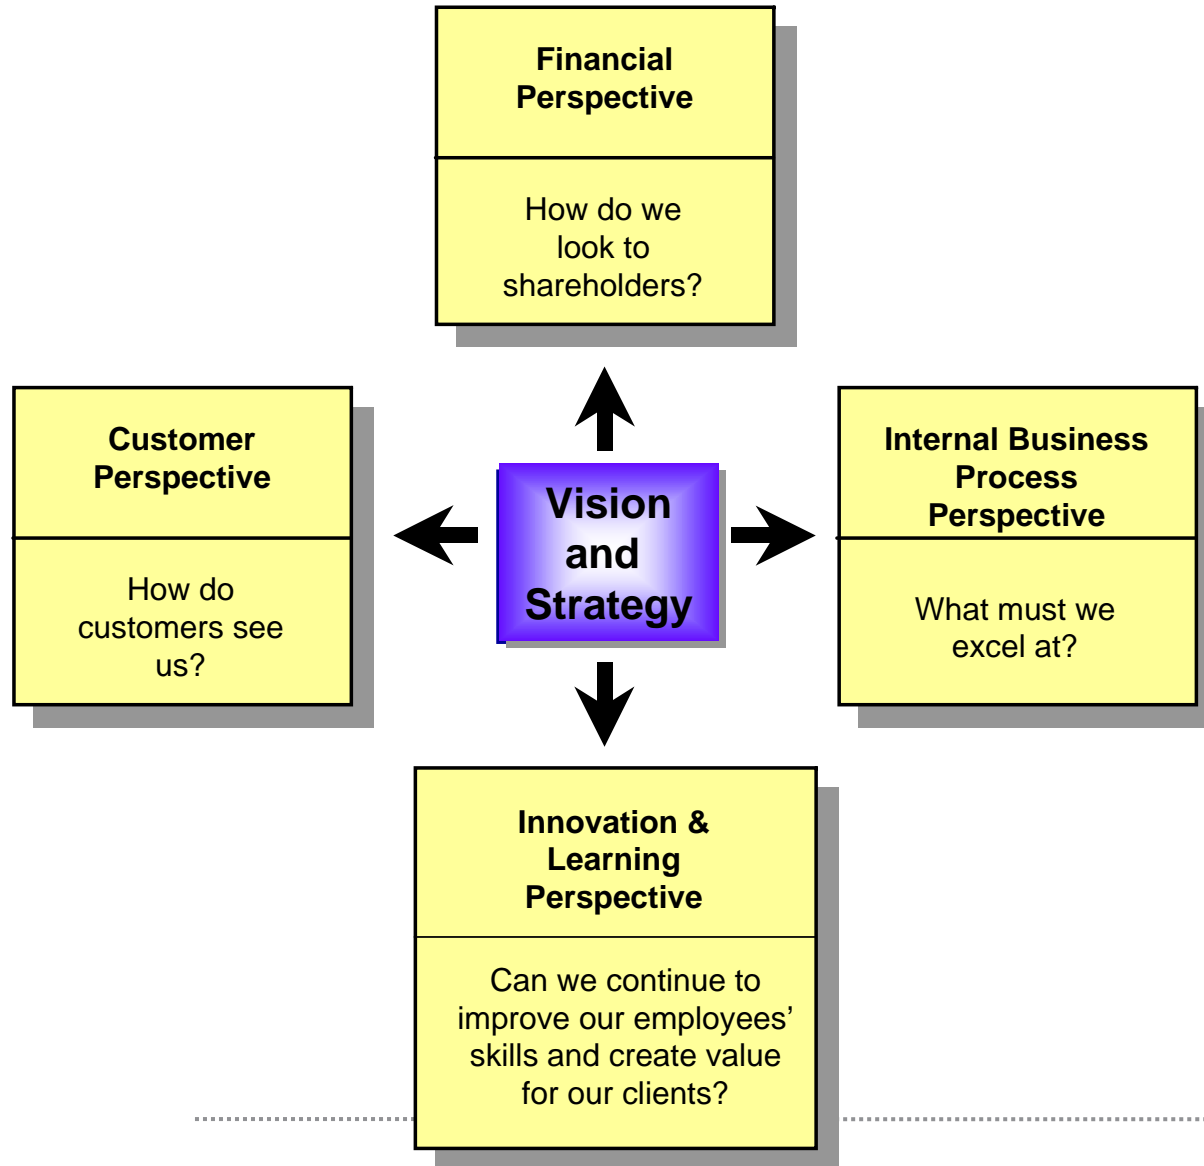 Financial
Perspective
How do we
look to
shareholders?
Customer
Perspective
How do
customers see
us?
Vision
and
Strategy
Internal Business
Process
Perspective
What must we
excel at?
Innovation &
Learning
Perspective
Can we continue to
improve our employees’
skills and create value
for our clients?